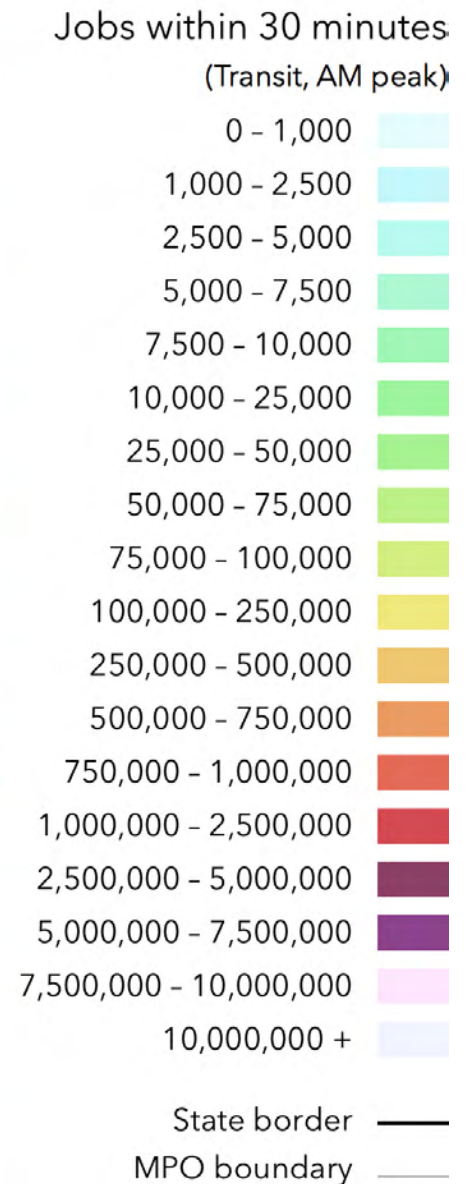 Jobs within 30 minutes
(Transit, AM peak)
0 – 1,000
1,000 – 2,500
2,500 – 5,000
5,000 – 7,500
7,500 – 10,000
10,000 – 25,000
25,000 – 50,000
50,000 – 75,000
75,000 – 100,000
100,000 – 250,000
250,000 – 500,000
500,000 – 750,000
750,000 – 1,000,000
1,000,000 – 2,500,000
2,500,000 – 5,000,000
5,000,000 – 7,500,000
7,500,000 – 10,000,000
10,000,000 +
State border
MPO boundary